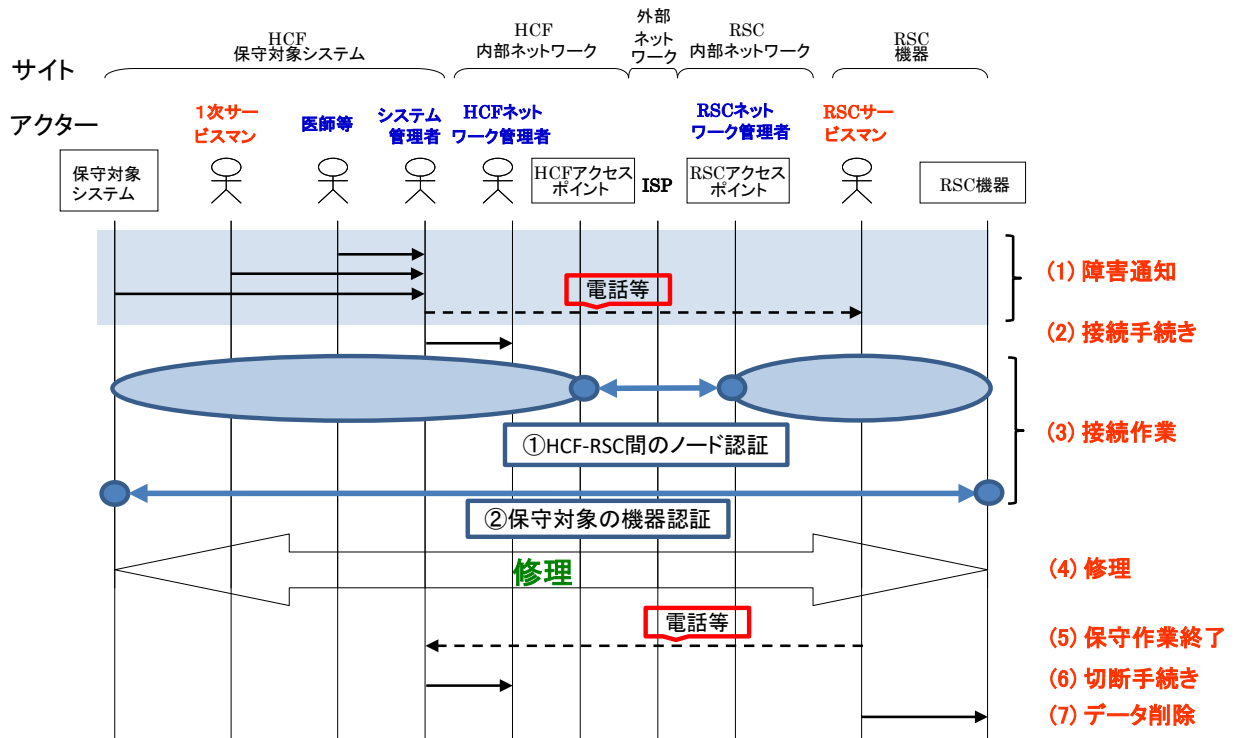 サイト
HCF
保守対象システム
HCF
内部ネットワーク
外部
ネット
ワーク
RSC
内部ネットワーク
RSC
機器
アクター
保守対象
システム
１次サー
ビスマン
医師等
システム
管理者
HCFネット
ワーク管理者
HCFアクセス
ポイント
ISP
RSCネット
ワーク管理者
RSCアクセス
ポイント
RSCサー
ビスマン
RSC機器
電話等
(1) 障害通知
(2) 接続手続き
①HCF-RSC間のノード認証
(3) 接続作業
②保守対象の機器認証
修理
(4) 修理
電話等
(5) 保守作業終了
(6) 切断手続き
(7) データ削除